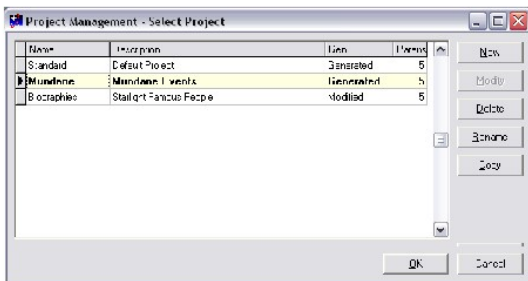 Project Management - Select Project
Name Description Gen Params
Standard Default Project Generated 5
Mundane Mundane Events Generated 5
Biographies Starlight Famous People Modified 5
New
Modify
Delete
Rename
Copy
OK Cancel